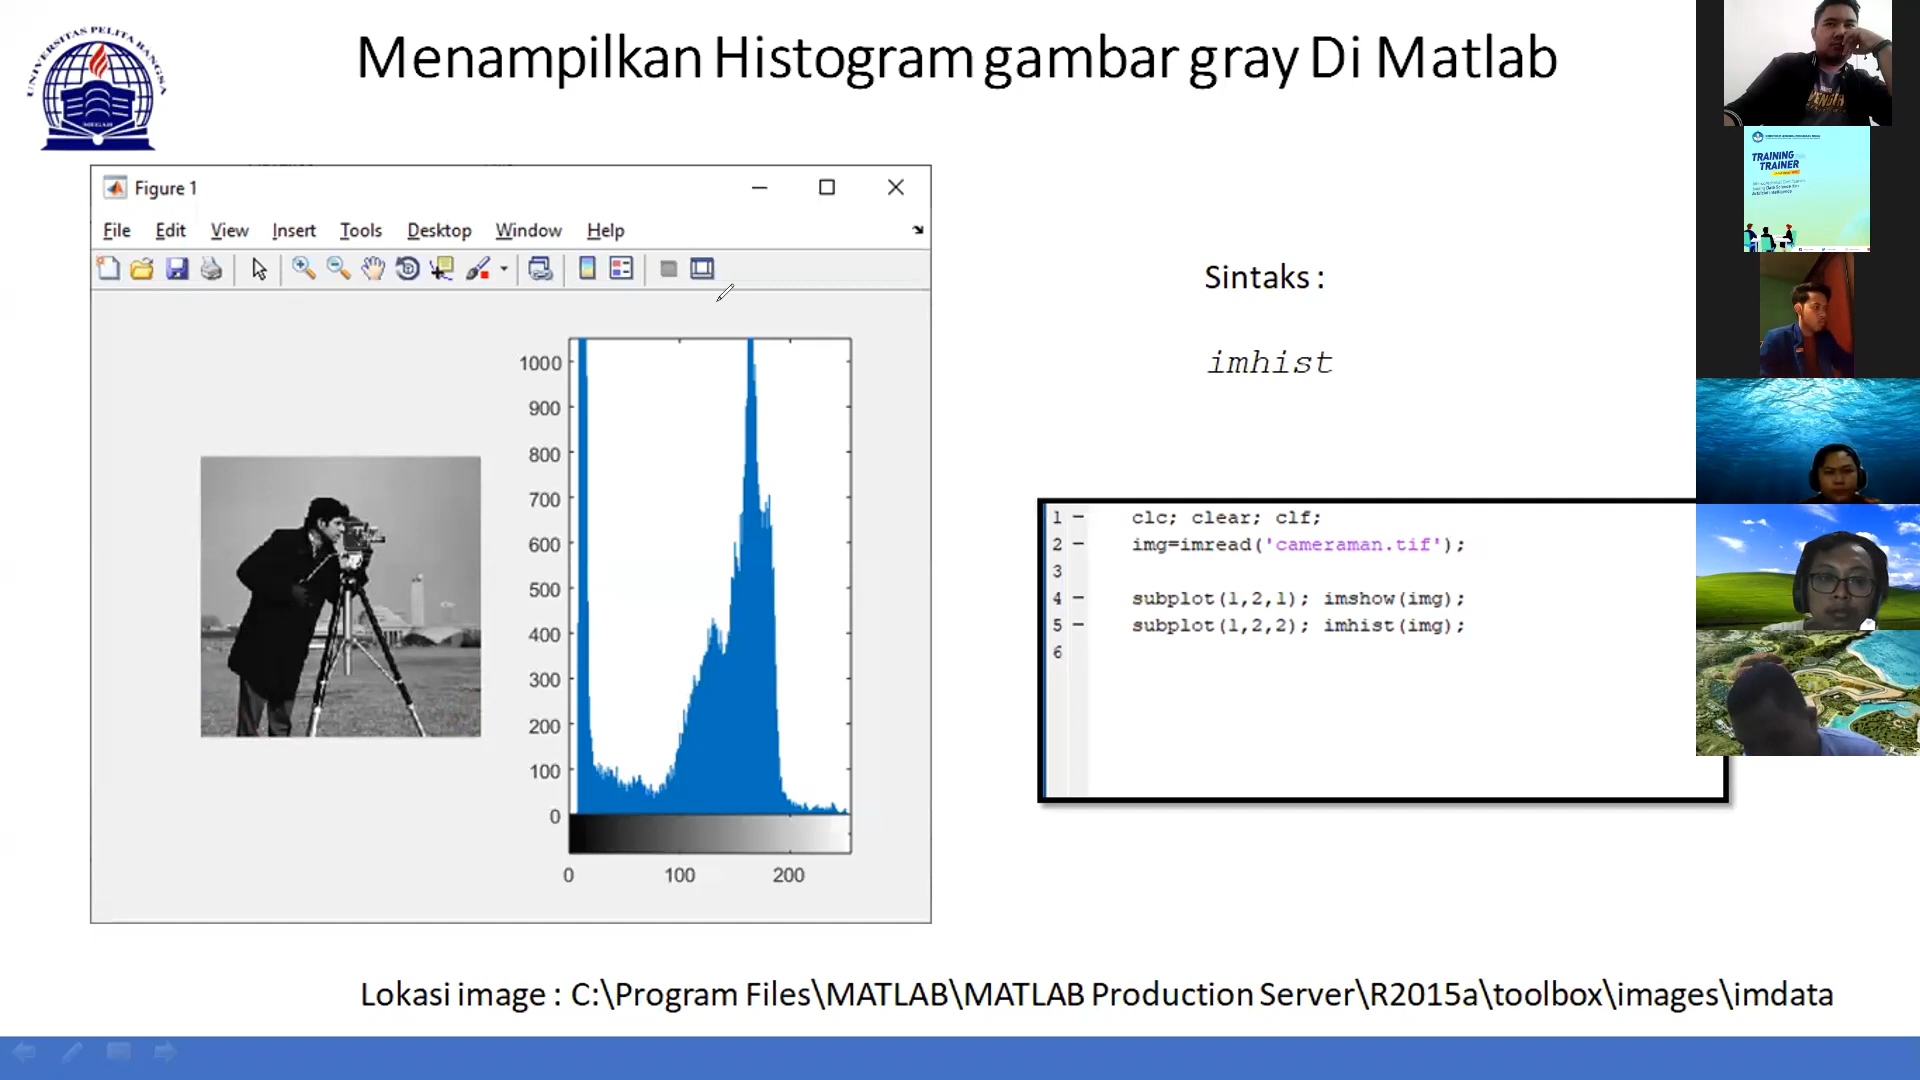 UNIVERSITAS PELITA BANGSA
Menampilkan Histogram gambar gray Di Matlab
Figure 1
File Edit View Insert Tools Desktop Window Help
1000
900
800
700
600
500
400
300
200
100
0
0 100 200
Sintaks :
imhist
1 clc; clear; clf;
2 img=imread('cameraman.tif');
3
4 subplot(1,2,1); imshow(img);
5 subplot(1,2,2); imhist(img);
6
Lokasi image : C:\Program Files\MATLAB\MATLAB Production Server\R2015a\toolbox\images\imdata
TRAINING
TRAINER